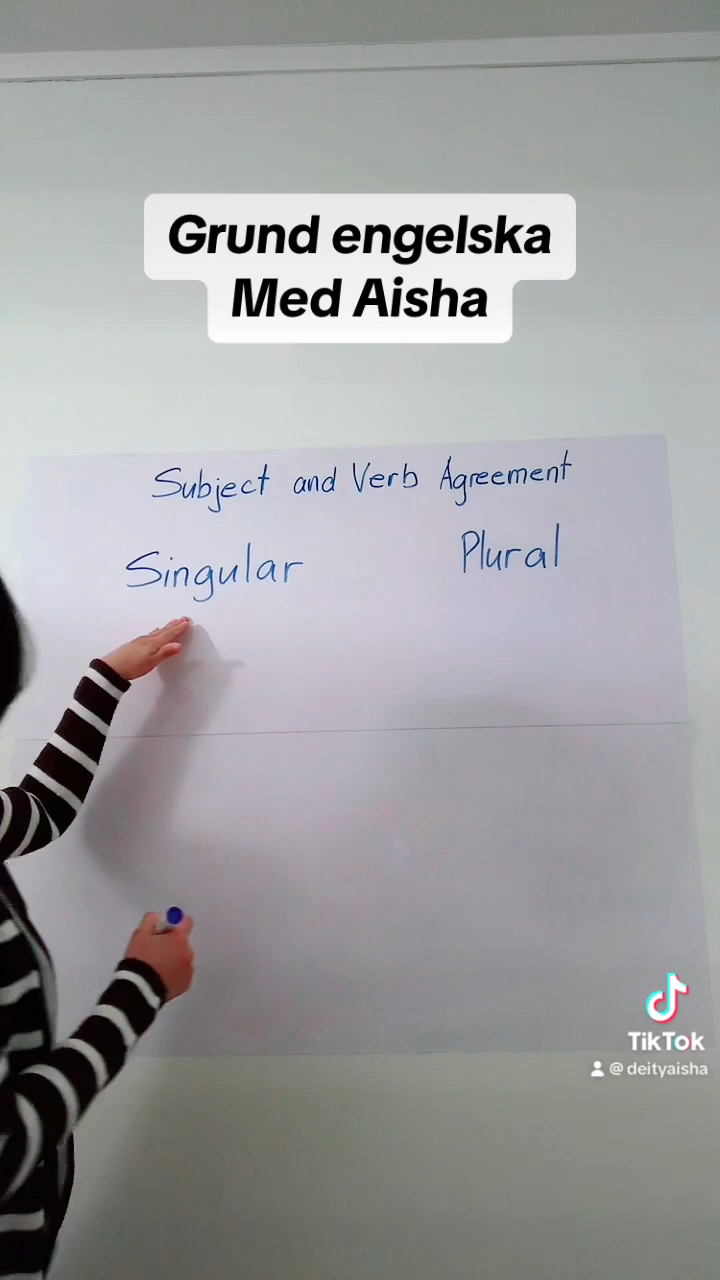 Grund engelska
Med Aisha
Subject and Verb Agreement
Singular Plural
TikTok
@deityaisha